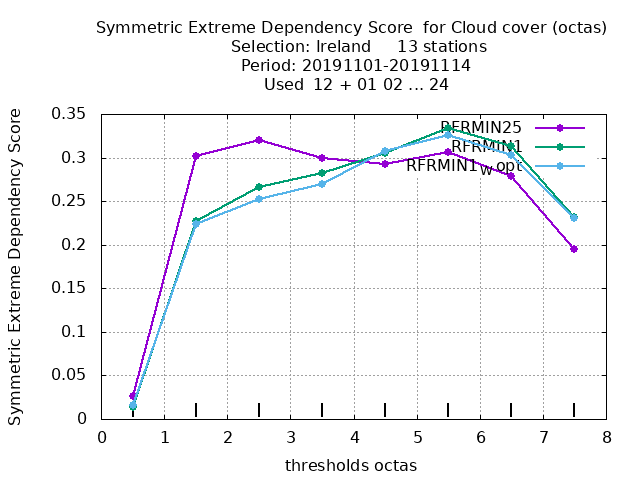 Symmetric Extreme Dependency Score  for Cloud cover (octas)
Selection: Ireland     13 stations
Period: 20191101-20191114
Used  12 + 01 02 ... 24
Symmetric Extreme Dependency Score
0.35
0.3
0.25
0.2
0.15
0.1
0.05
0
RFRMIN25
RFRMIN1
RFRMIN1wopt
0 1 2 3 4 5 6 7 8
thresholds octas